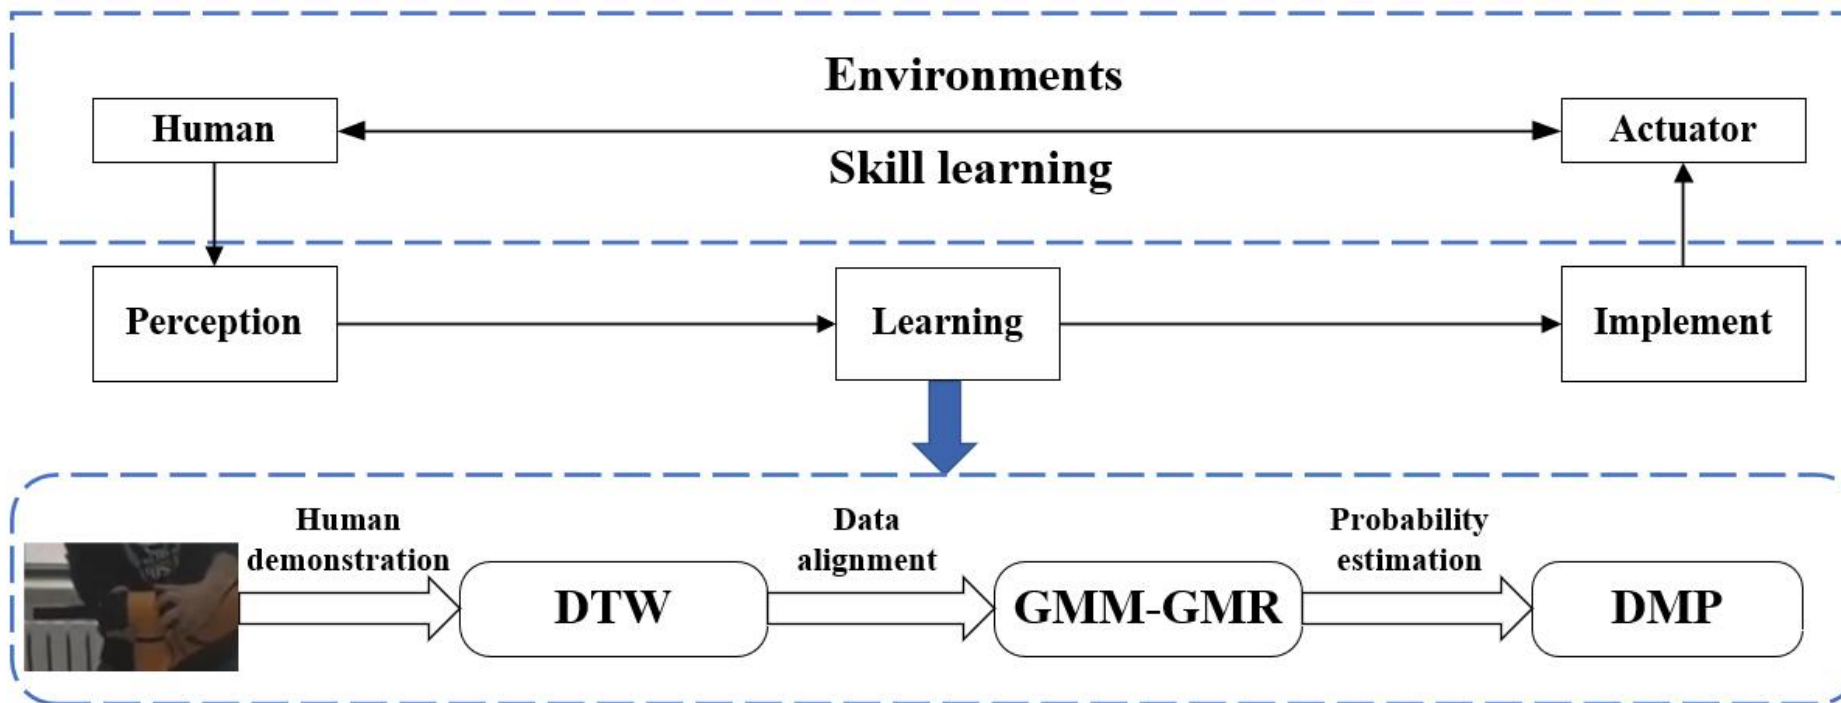 Environments
Human
Actuator
Skill learning
Perception
Learning
Implement
Human
demonstration
Data
alignment
Probability
estimation
DTW
GMM-GMR
DMP